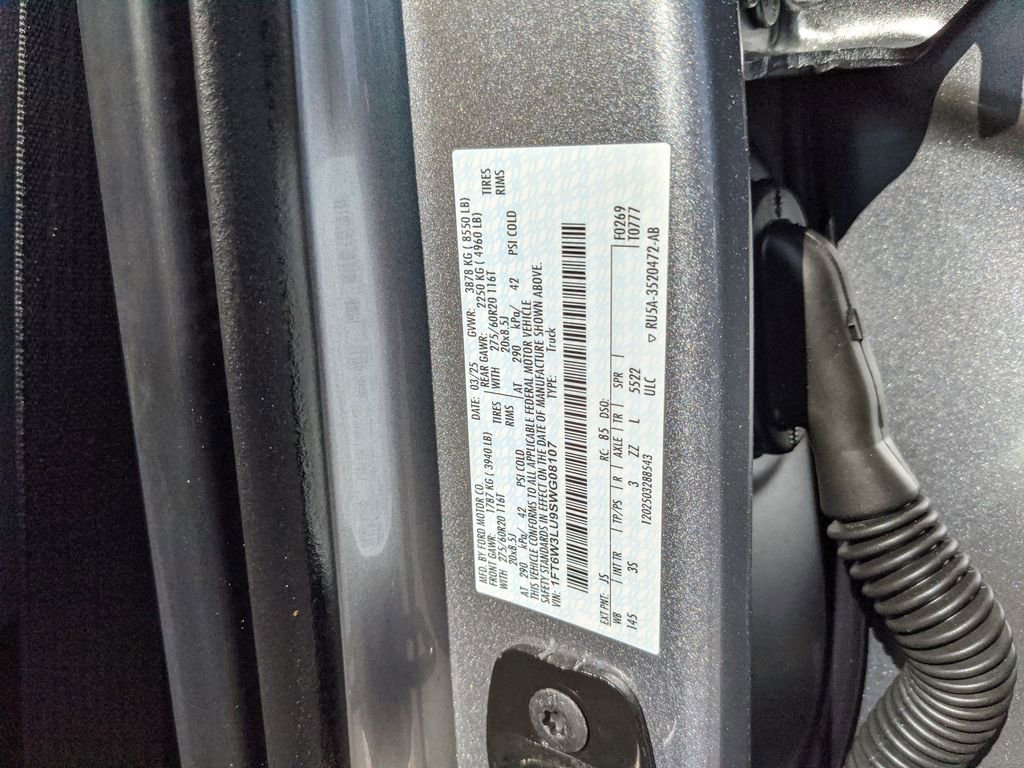 MFD. BY FORD MOTOR CO. DATE: 03/25 GVWR: 3878 KG ( 8550 LB)
FRONT GAWR: 1787 KG ( 3940 LB) REAR GAWR: 2250 KG ( 4960 LB)
WITH 275/60R20 116T TIRES WITH 275/60R20 116T TIRES
20x8.5J RIMS 20x8.5J RIMS
AT 290 kPa/ 42 PSI COLD AT 290 kPa/ 42 PSI COLD
THIS VEHICLE CONFORMS TO ALL APPLICABLE FEDERAL MOTOR VEHICLE
SAFETY STANDARDS IN EFFECT ON THE DATE OF MANUFACTURE SHOWN ABOVE.
VIN: 1FT6W3LU9SWG08107 TYPE: Truck
EXT PNT: JS RC: 85 DSO: F0269
WB INT TR TP/PS R AXLE TR SPR T0777
145 3S 3 ZZ L 5522
1202503288543 ULC ▽ RU5A-3520472-AB